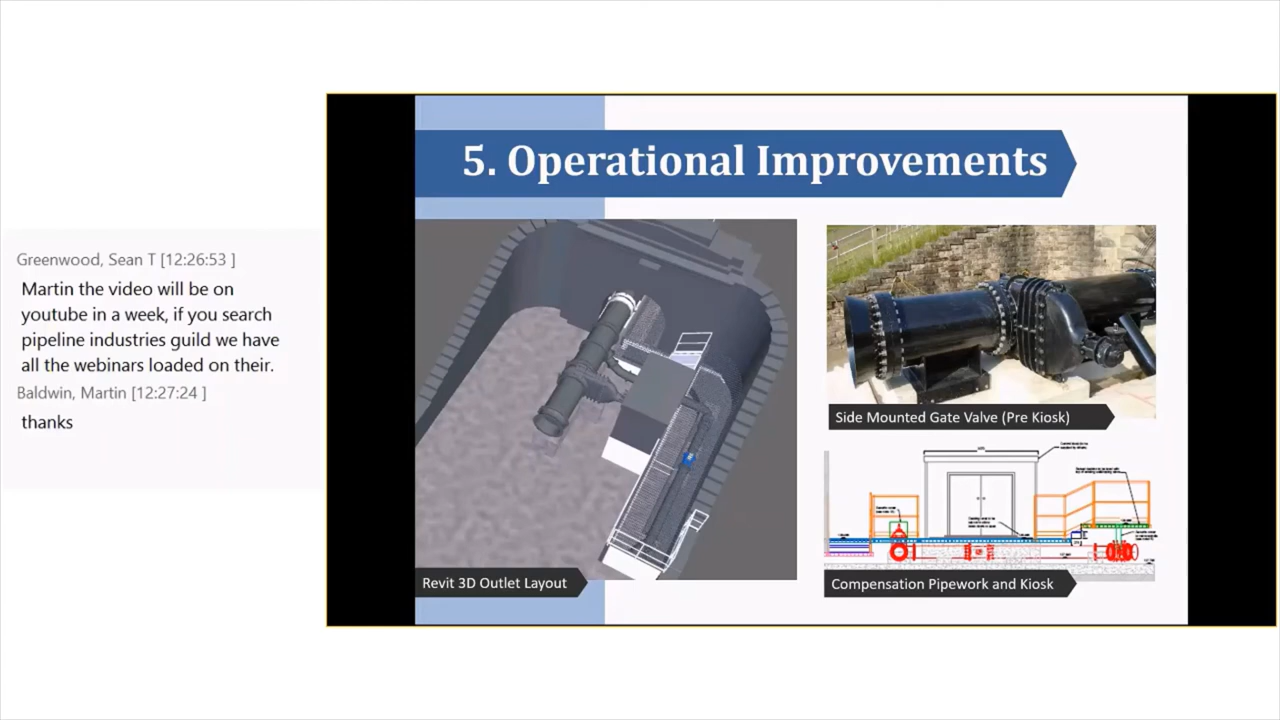 Greenwood, Sean T [12:26:53 ]
Martin the video will be on
youtube in a week, if you search
pipeline industries guild we have
all the webinars loaded on their.
Baldwin, Martin [12:27:24 ]
thanks
5. Operational Improvements
Revit 3D Outlet Layout
Side Mounted Gate Valve (Pre Kiosk)
Compensation Pipework and Kiosk